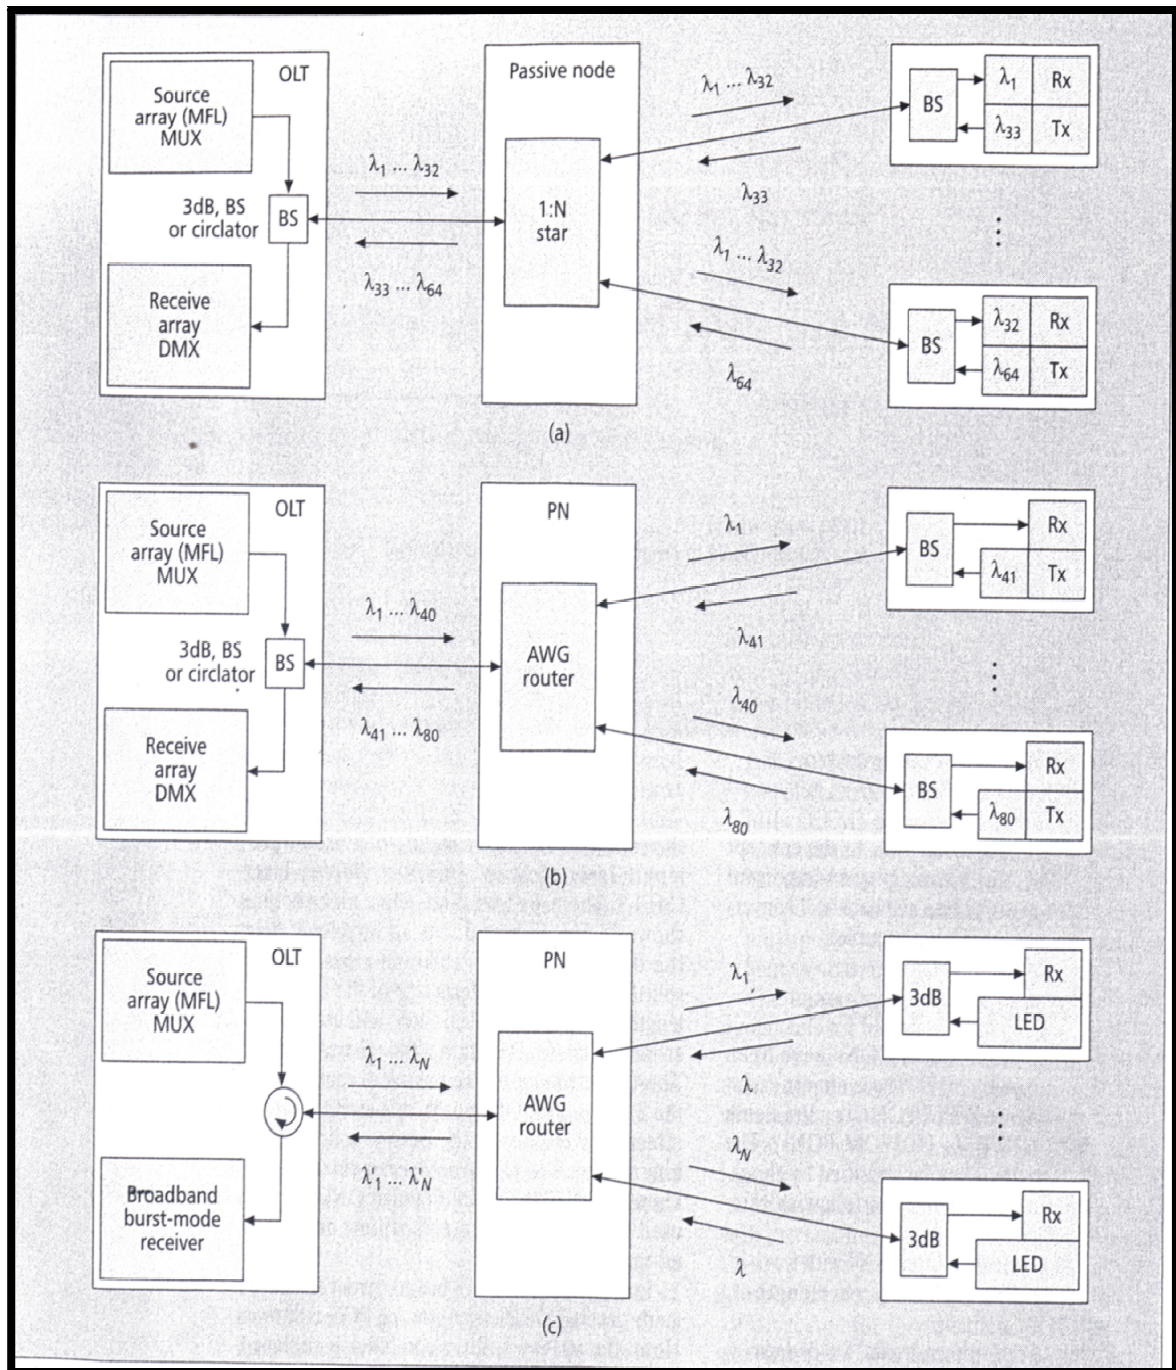 OLT
Source
array (MFL)
MUX
3dB, BS
or circlator
BS
Receive
array
DMX
λ1 ... λ32
λ33 ... λ64
Passive node
1:N
star
λ1 ... λ32
λ33
λ1 ... λ32
λ64
BS
λ1
Rx
λ33
Tx
BS
λ32
Rx
λ64
Tx
(a)
OLT
Source
array (MFL)
MUX
3dB, BS
or circlator
BS
Receive
array
DMX
λ1 ... λ40
λ41 ... λ80
PN
AWG
router
λ1
λ41
λ40
λ80
BS
Rx
λ41
Tx
BS
Rx
λ80
Tx
(b)
OLT
Source
array (MFL)
MUX
Broadband
burst-mode
receiver
λ1 ... λN
λ'1 ... λ'N
PN
AWG
router
λ1
λ
λN
λ
3dB
Rx
LED
3dB
Rx
LED
(c)